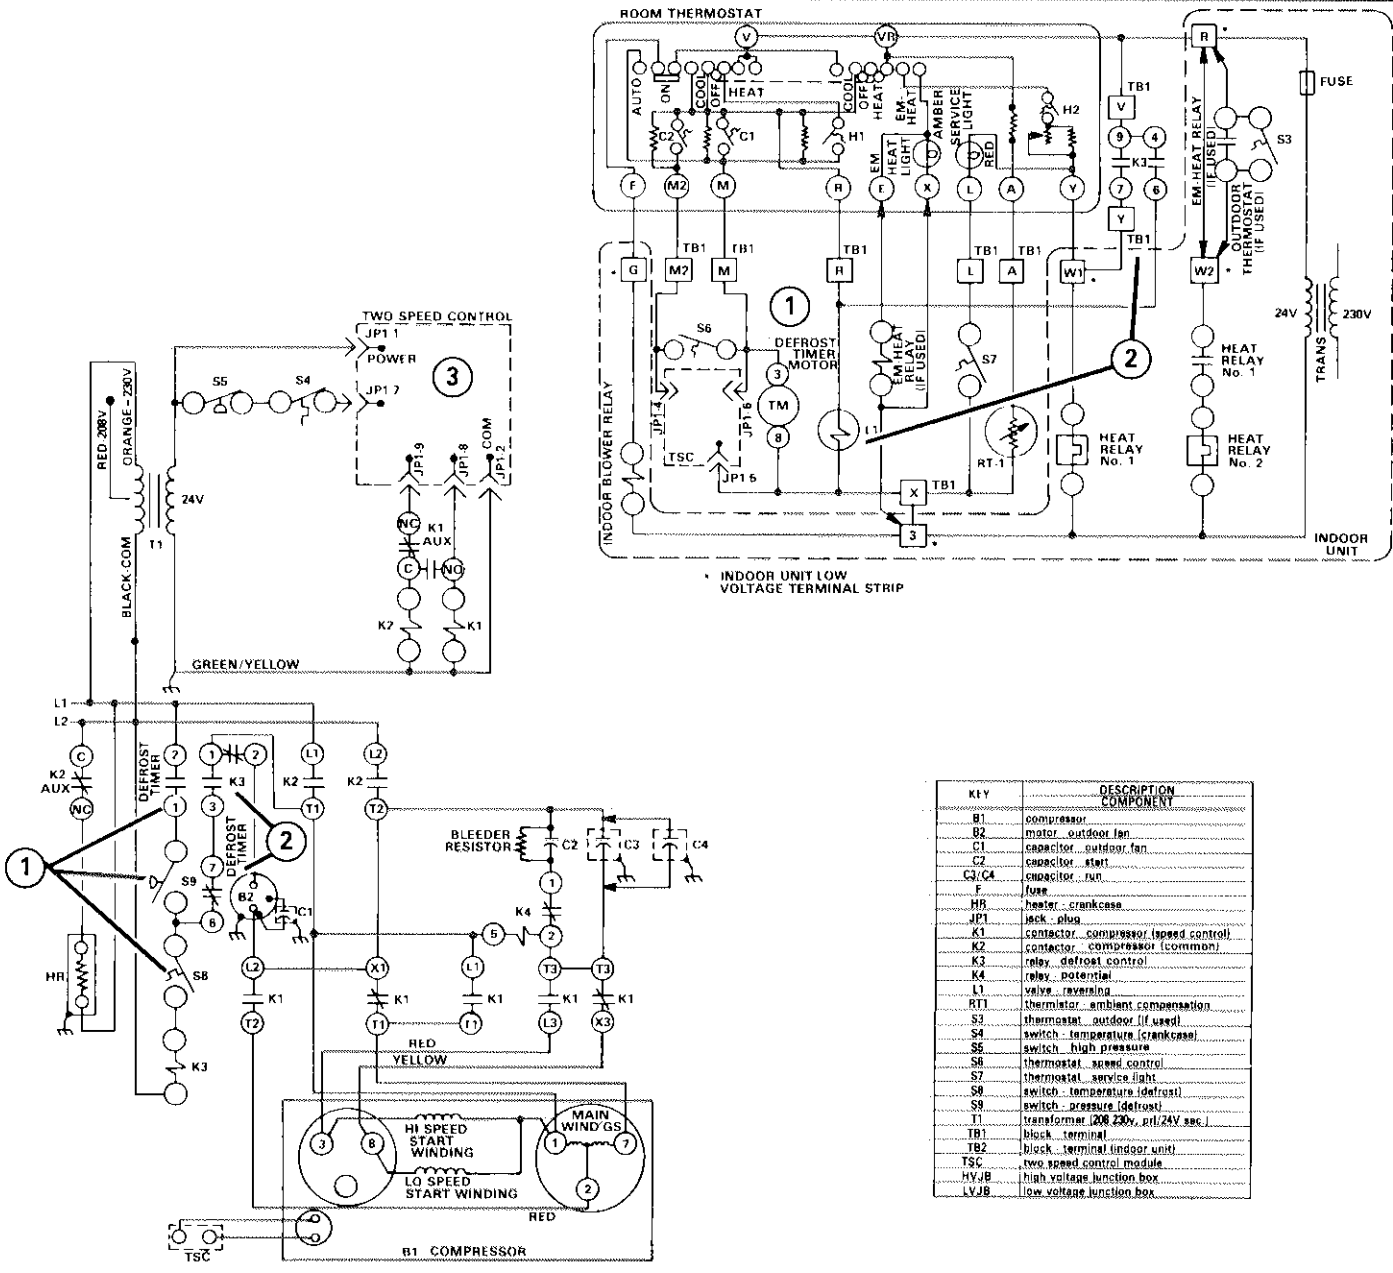 ROOM THERMOSTAT
V
VR
R
*
AUTO
ON
COOL
OFF
HEAT
COOL
OFF
HEAT
EM-
HEAT
AMBER
SERVICE
LIGHT
H2
TB1
V
FUSE
C2
C1
H1
EM
HEAT
LIGHT
RED
9
4
K3
7
6
EM-HEAT RELAY
(IF USED)
S3
OUTDOOR
THERMOSTAT
(IF USED)
F
M2
M
R
E
X
L
A
Y
Y
TB1
* G
TB1
M2
TB1
M
TB1
R
TB1
L
TB1
A
W1 *
W2 *
TWO SPEED CONTROL
JP1 1
POWER
JP1 7
3
S6
1
DEFROST
TIMER
MOTOR
3
TM
8
JP1-4
JP1-6
TSC
JP1 5
L1
EM-HEAT
RELAY
(IF USED)
S7
RT-1
2
24V
TRANS
230V
HEAT
RELAY
No. 1
HEAT
RELAY
No. 1
HEAT
RELAY
No. 2
INDOOR BLOWER RELAY
X TB1
3 *
INDOOR
UNIT
* INDOOR UNIT LOW
VOLTAGE TERMINAL STRIP
S5
S4
RED-208V
ORANGE-230V
BLACK-COM
24V
T1
JP1-9
JP1-8
COM
JP1-2
NC
K1
AUX
C
NO
K2
K1
GREEN/YELLOW
L1
L2
C
K2
AUX
NC
DEFROST
TIMER
2
1
1
2
K3
3
L1
K2
T1
L2
K2
T2
1
DEFROST
TIMER
2
7
S9
6
B2
C1
BLEEDER
RESISTOR
C2
C3
C4
1
K4
5
2
HR
S8
K3
L2
K1
T2
X1
K1
T1
L1
K1
T1
T3
K1
L3
T3
K1
X3
RED
YELLOW
3
8
HI SPEED
START
WINDING
LO SPEED
START WINDING
MAIN
WIND'GS
1
7
2
RED
TSC
B1 COMPRESSOR
KEY DESCRIPTION
COMPONENT
B1 compressor
B2 motor outdoor fan
C1 capacitor outdoor fan
C2 capacitor start
C3/C4 capacitor - run
F fuse
HR heater - crankcase
JP1 jack - plug
K1 contactor compressor (speed control)
K2 contactor compressor (common)
K3 relay defrost control
K4 relay potential
L1 valve - reversing
RT1 thermistor - ambient compensation
S3 thermostat outdoor (if used)
S4 switch - temperature (crankcase)
S5 switch high pressure
S6 thermostat speed control
S7 thermostat service light
S8 switch - temperature (defrost)
S9 switch - pressure (defrost)
T1 transformer (208 230v, pri/24V sec.)
TB1 block terminal
TB2 block - terminal (indoor unit)
TSC two speed control module
HVJB high voltage junction box
LVJB low voltage junction box